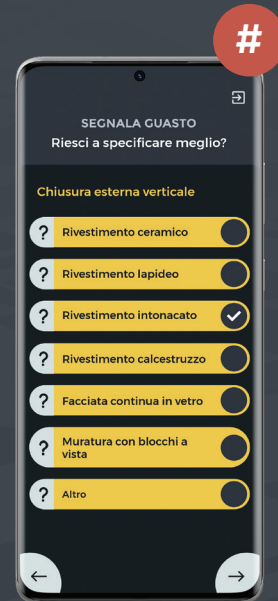 #
SEGNALA GUASTO
Riesci a specificare meglio?
Chiusura esterna verticale
? Rivestimento ceramico
? Rivestimento lapideo
? Rivestimento intonacato
? Rivestimento calcestruzzo
? Facciata continua in vetro
? Muratura con blocchi a
vista
? Altro